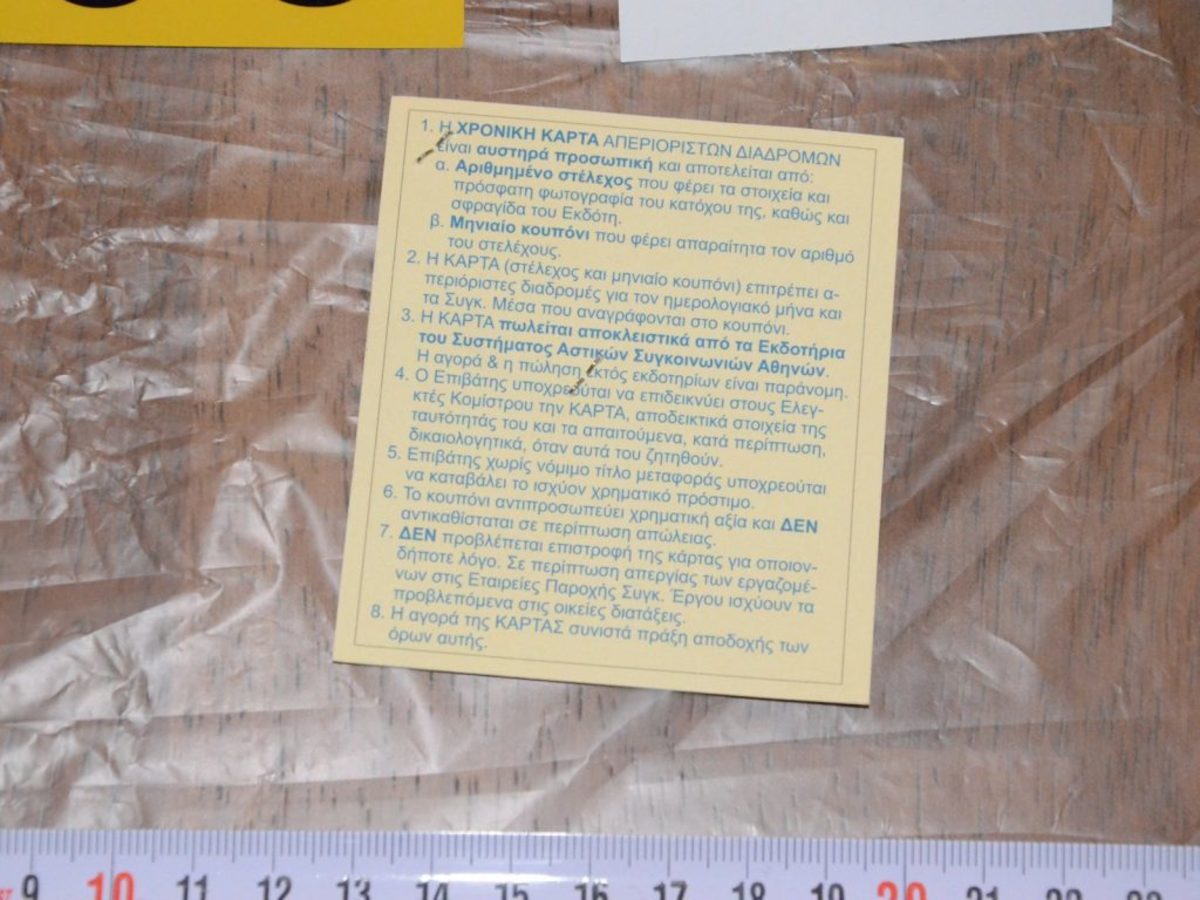 1. Η ΧΡΟΝΙΚΗ ΚΑΡΤΑ ΑΠΕΡΙΟΡΙΣΤΩΝ ΔΙΑΔΡΟΜΩΝ
είναι αυστηρά προσωπική και αποτελείται από:
α. Αριθμημένο στέλεχος που φέρει τα στοιχεία και
πρόσφατη φωτογραφία του κατόχου της, καθώς και
σφραγίδα του Εκδότη.
β. Μηνιαίο κουπόνι που φέρει απαραίτητα τον αριθμό
του στελέχους.
2. Η ΚΑΡΤΑ (στέλεχος και μηνιαίο κουπόνι) επιτρέπει α-
περιόριστες διαδρομές για τον ημερολογιακό μήνα και
τα Συγκ. Μέσα που αναγράφονται στο κουπόνι.
3. Η ΚΑΡΤΑ πωλείται αποκλειστικά από τα Εκδοτήρια
του Συστήματος Αστικών Συγκοινωνιών Αθηνών.
Η αγορά & η πώληση εκτός εκδοτηρίων είναι παράνομη.
4. Ο Επιβάτης υποχρεούται να επιδεικνύει στους Ελεγ-
κτές Κομίστρου την ΚΑΡΤΑ, αποδεικτικά στοιχεία της
ταυτότητάς του και τα απαιτούμενα, κατά περίπτωση,
δικαιολογητικά, όταν αυτά του ζητηθούν.
5. Επιβάτης χωρίς νόμιμο τίτλο μεταφοράς υποχρεούται
να καταβάλει το ισχύον χρηματικό πρόστιμο.
6. Το κουπόνι αντιπροσωπεύει χρηματική αξία και ΔΕΝ
αντικαθίσταται σε περίπτωση απώλειας.
7. ΔΕΝ προβλέπεται επιστροφή της κάρτας για οποιον-
δήποτε λόγο. Σε περίπτωση απεργίας των εργαζομέ-
νων στις Εταιρείες Παροχής Συγκ. Έργου ισχύουν τα
προβλεπόμενα στις οικείες διατάξεις.
8. Η αγορά της ΚΑΡΤΑΣ συνιστά πράξη αποδοχής των
όρων αυτής.
9 10 11 12 13 14 15 16 17 18 19 20 21 22